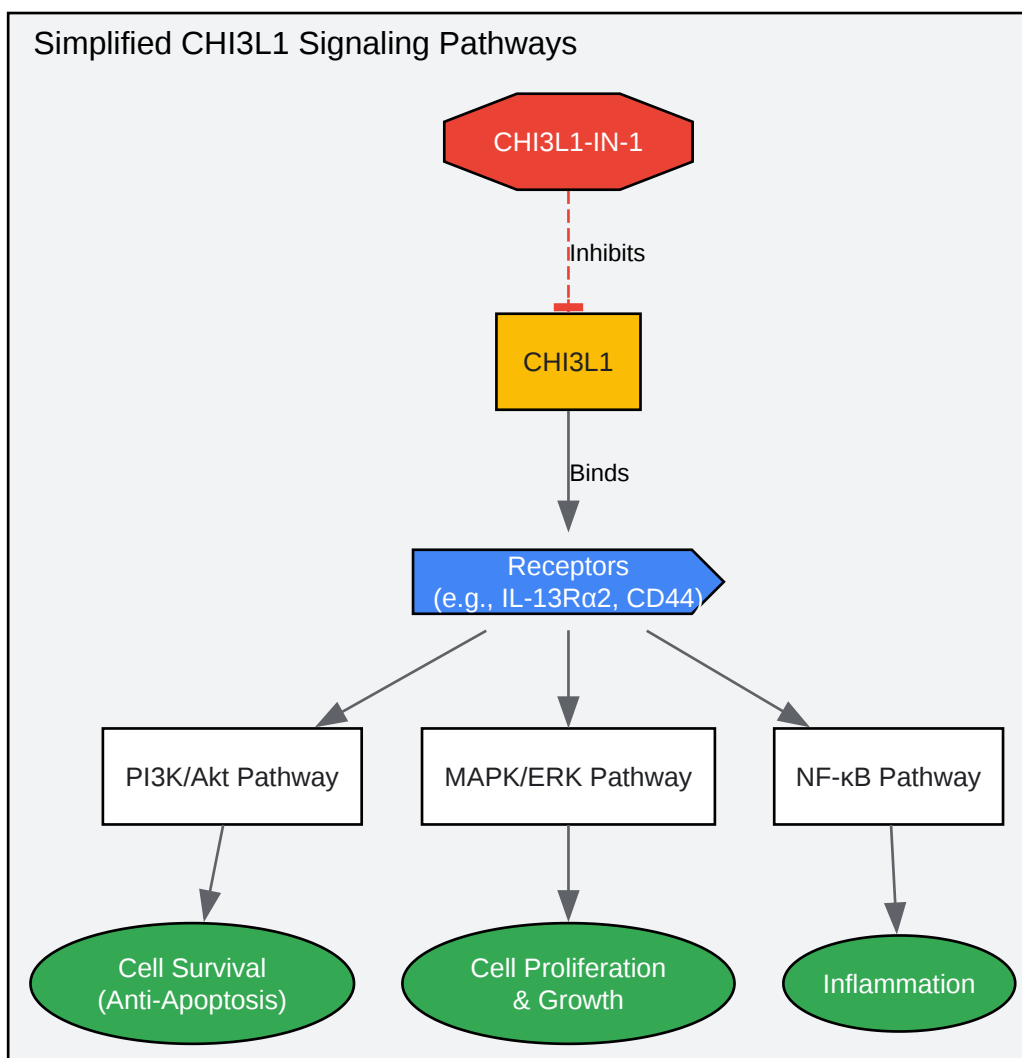 Simplified CHI3L1 Signaling Pathways
CHI3L1-IN-1
Inhibits
CHI3L1
Binds
Receptors
(e.g., IL-13Rα2, CD44)
PI3K/Akt Pathway
MAPK/ERK Pathway
NF-κB Pathway
Cell Survival
(Anti-Apoptosis)
Cell Proliferation
& Growth
Inflammation